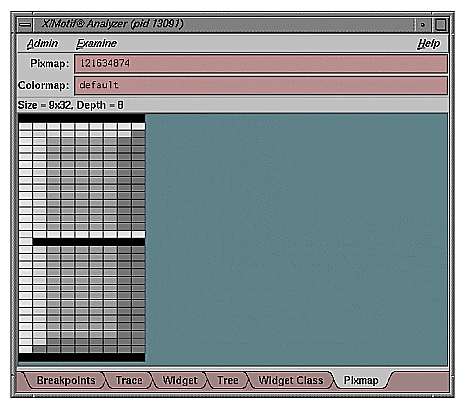 X/Motif® Analyzer (pid 13091)
Admin Examine Help
Pixmap: 121634874
Colormap: default
Size = 9x32, Depth = 8
Breakpoints Trace Widget Tree Widget Class Pixmap